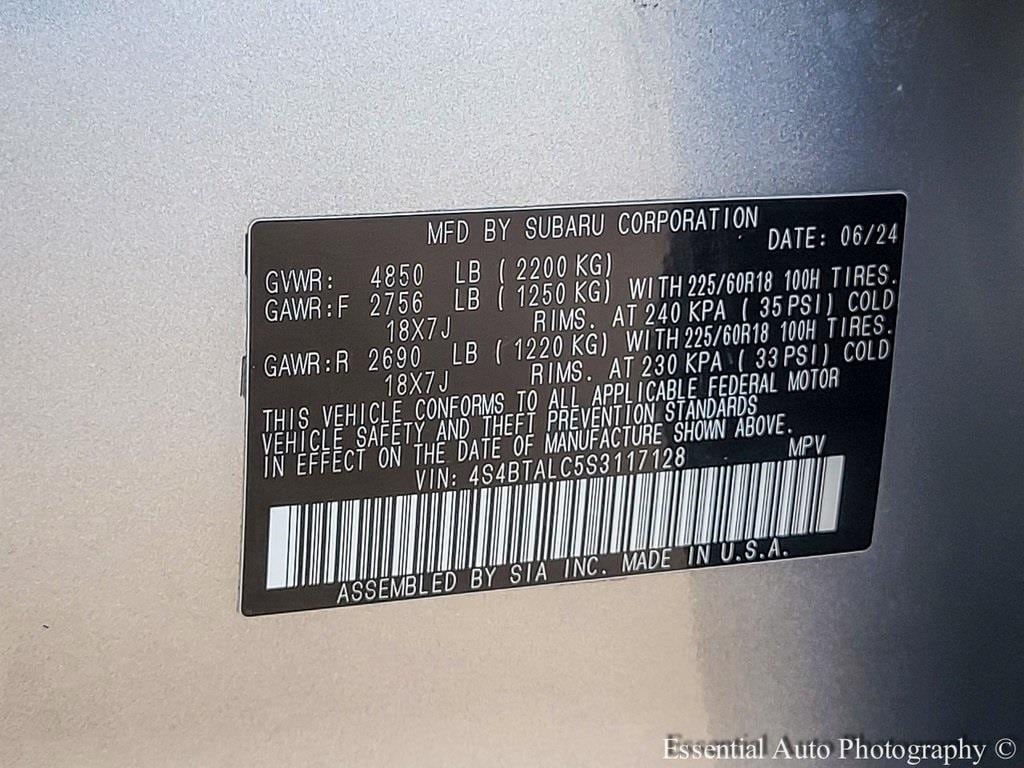 MFD BY SUBARU CORPORATION DATE: 06/24
GVWR: 4850 LB ( 2200 KG)
GAWR:F 2756 LB ( 1250 KG) WITH 225/60R18 100H TIRES.
18X7J RIMS. AT 240 KPA ( 35 PSI) COLD
GAWR:R 2690 LB ( 1220 KG) WITH 225/60R18 100H TIRES.
18X7J RIMS. AT 230 KPA ( 33 PSI) COLD
THIS VEHICLE CONFORMS TO ALL APPLICABLE FEDERAL MOTOR
VEHICLE SAFETY AND THEFT PREVENTION STANDARDS
IN EFFECT ON THE DATE OF MANUFACTURE SHOWN ABOVE.
VIN: 4S4BTALC5S3117128 MPV
ASSEMBLED BY SIA INC. MADE IN U.S.A.
Essential Auto Photography ©